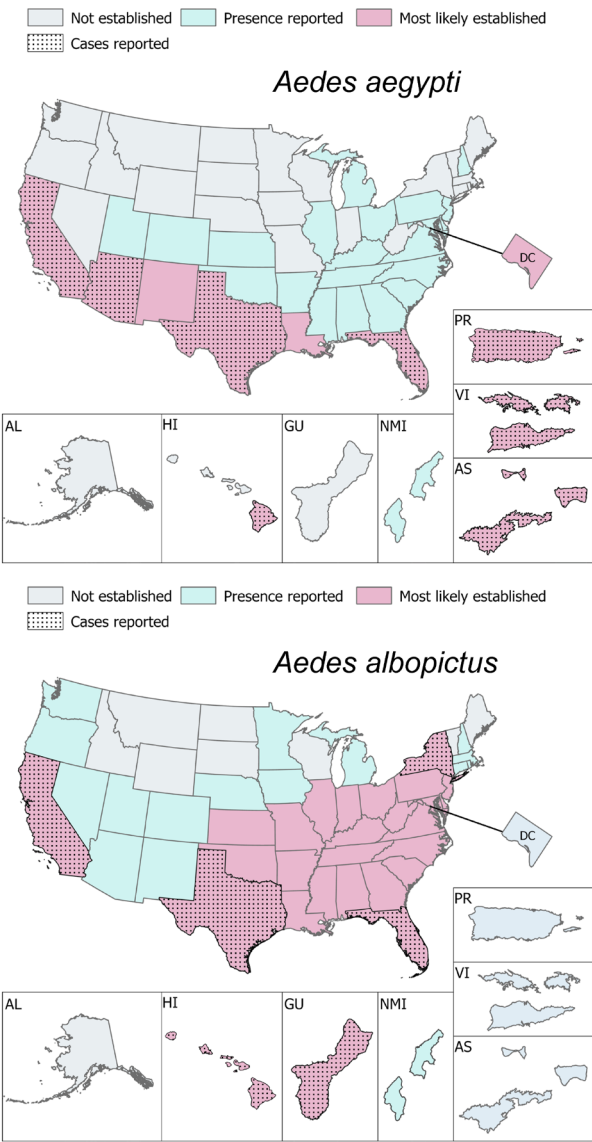 Not established Presence reported Most likely established
Cases reported
Aedes aegypti
DC
PR
VI
AL HI GU NMI
AS
Not established Presence reported Most likely established
Cases reported
Aedes albopictus
DC
PR
VI
AL HI GU NMI
AS